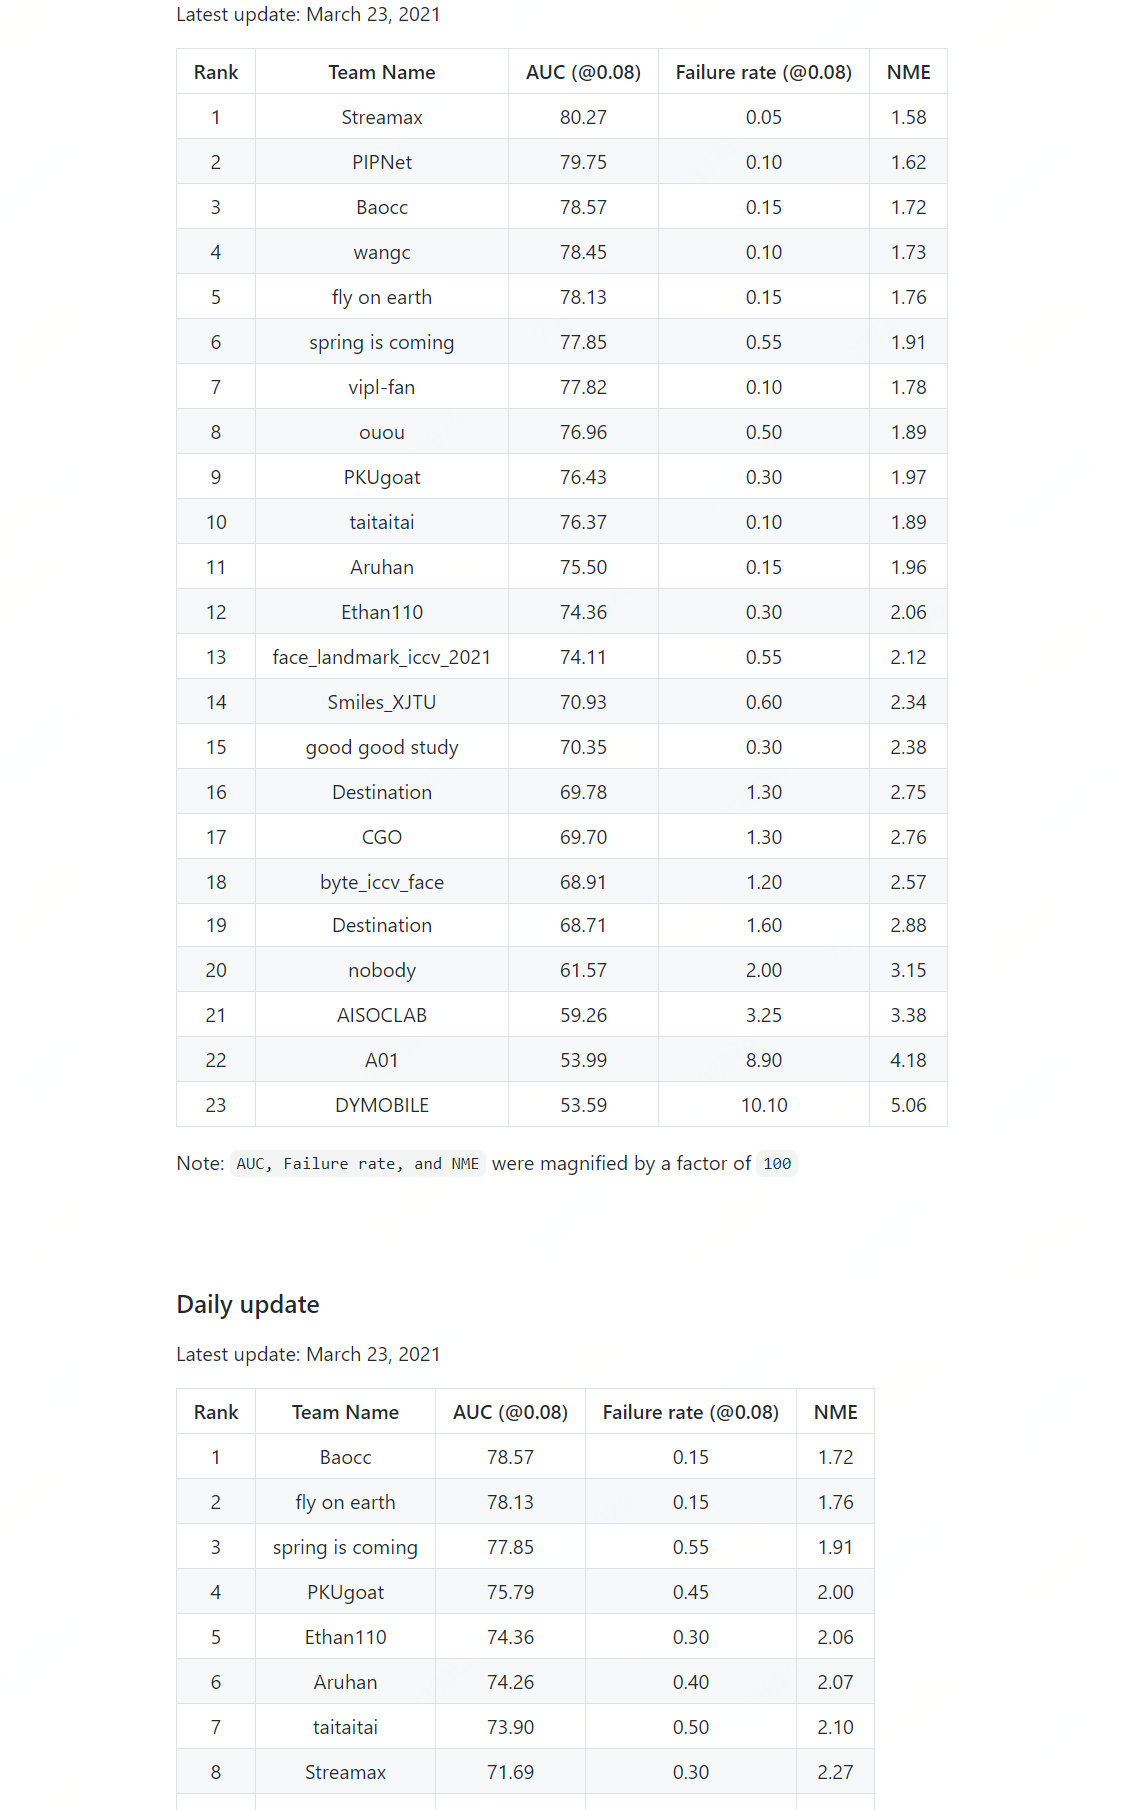 Latest update: March 23, 2021
Rank Team Name AUC (@0.08) Failure rate (@0.08) NME
1 Streamax 80.27 0.05 1.58
2 PIPNet 79.75 0.10 1.62
3 Baocc 78.57 0.15 1.72
4 wangc 78.45 0.10 1.73
5 fly on earth 78.13 0.15 1.76
6 spring is coming 77.85 0.55 1.91
7 vipl-fan 77.82 0.10 1.78
8 ouou 76.96 0.50 1.89
9 PKUgoat 76.43 0.30 1.97
10 taitaitai 76.37 0.10 1.89
11 Aruhan 75.50 0.15 1.96
12 Ethan110 74.36 0.30 2.06
13 face_landmark_iccv_2021 74.11 0.55 2.12
14 Smiles_XJTU 70.93 0.60 2.34
15 good good study 70.35 0.30 2.38
16 Destination 69.78 1.30 2.75
17 CGO 69.70 1.30 2.76
18 byte_iccv_face 68.91 1.20 2.57
19 Destination 68.71 1.60 2.88
20 nobody 61.57 2.00 3.15
21 AISOCLAB 59.26 3.25 3.38
22 A01 53.99 8.90 4.18
23 DYMOBILE 53.59 10.10 5.06
Note: AUC, Failure rate, and NME were magnified by a factor of 100
Daily update
Latest update: March 23, 2021
Rank Team Name AUC (@0.08) Failure rate (@0.08) NME
1 Baocc 78.57 0.15 1.72
2 fly on earth 78.13 0.15 1.76
3 spring is coming 77.85 0.55 1.91
4 PKUgoat 75.79 0.45 2.00
5 Ethan110 74.36 0.30 2.06
6 Aruhan 74.26 0.40 2.07
7 taitaitai 73.90 0.50 2.10
8 Streamax 71.69 0.30 2.27